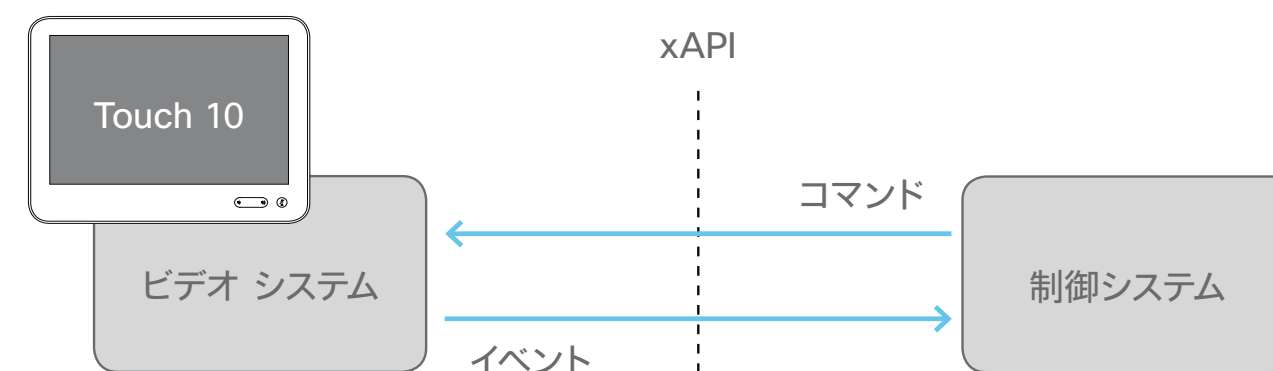 xAPI
Touch 10
コマンド
ビデオ システム
制御システム
イベント